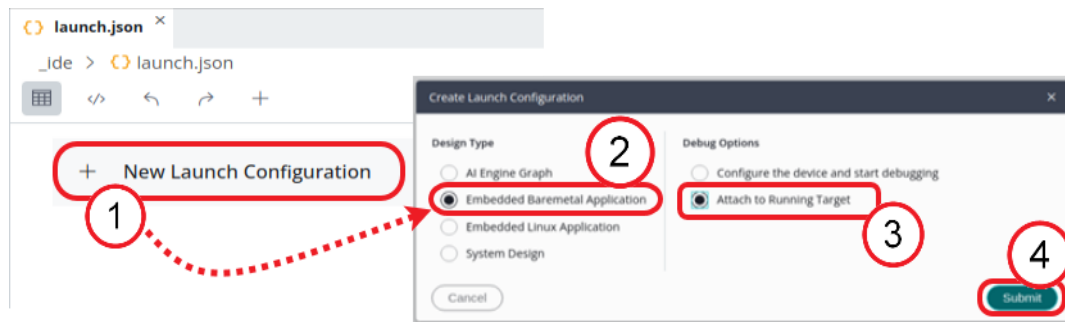 {} launch.json ×
_ide > {} launch.json
</>
+
+ New Launch Configuration
1
Create Launch Configuration ×
Design Type
AI Engine Graph
Embedded Baremetal Application
Embedded Linux Application
System Design
2
Debug Options
Configure the device and start debugging
Attach to Running Target
3
Cancel
Submit
4